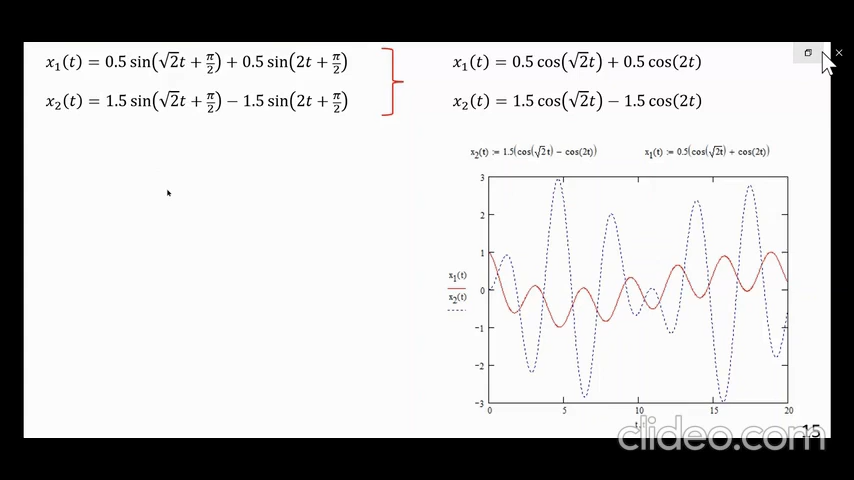 x₁(t) = 0.5 sin(√2t + π/2) + 0.5 sin(2t + π/2)
x₂(t) = 1.5 sin(√2t + π/2) − 1.5 sin(2t + π/2)
x₁(t) = 0.5 cos(√2t) + 0.5 cos(2t)
x₂(t) = 1.5 cos(√2t) − 1.5 cos(2t)
x₂(t) := 1.5(cos(√2 t) − cos(2t)) x₁(t) := 0.5(cos(√2t) + cos(2t))
3
2
1
0
−1
−2
−3
x₁(t)
x₂(t)
0 5 10 15 20
15
clideo.com